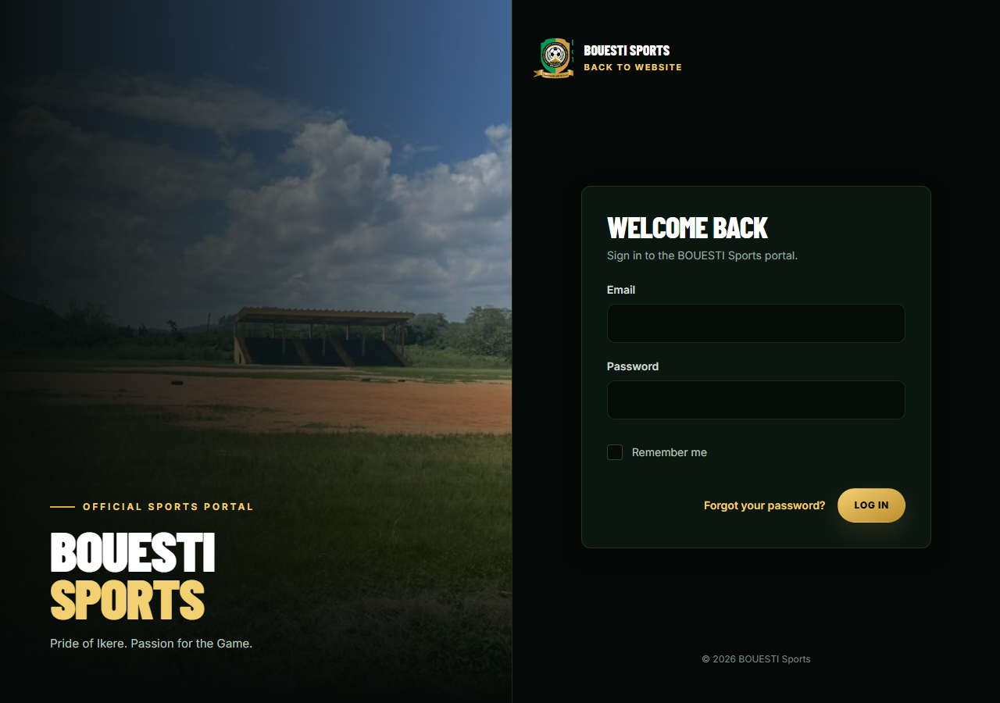 BOUESTI SPORTS
BACK TO WEBSITE
WELCOME BACK
Sign in to the BOUESTI Sports portal.
Email
Password
Remember me
Forgot your password?
LOG IN
OFFICIAL SPORTS PORTAL
BOUESTI
SPORTS
Pride of Ikere. Passion for the Game.
© 2026 BOUESTI Sports